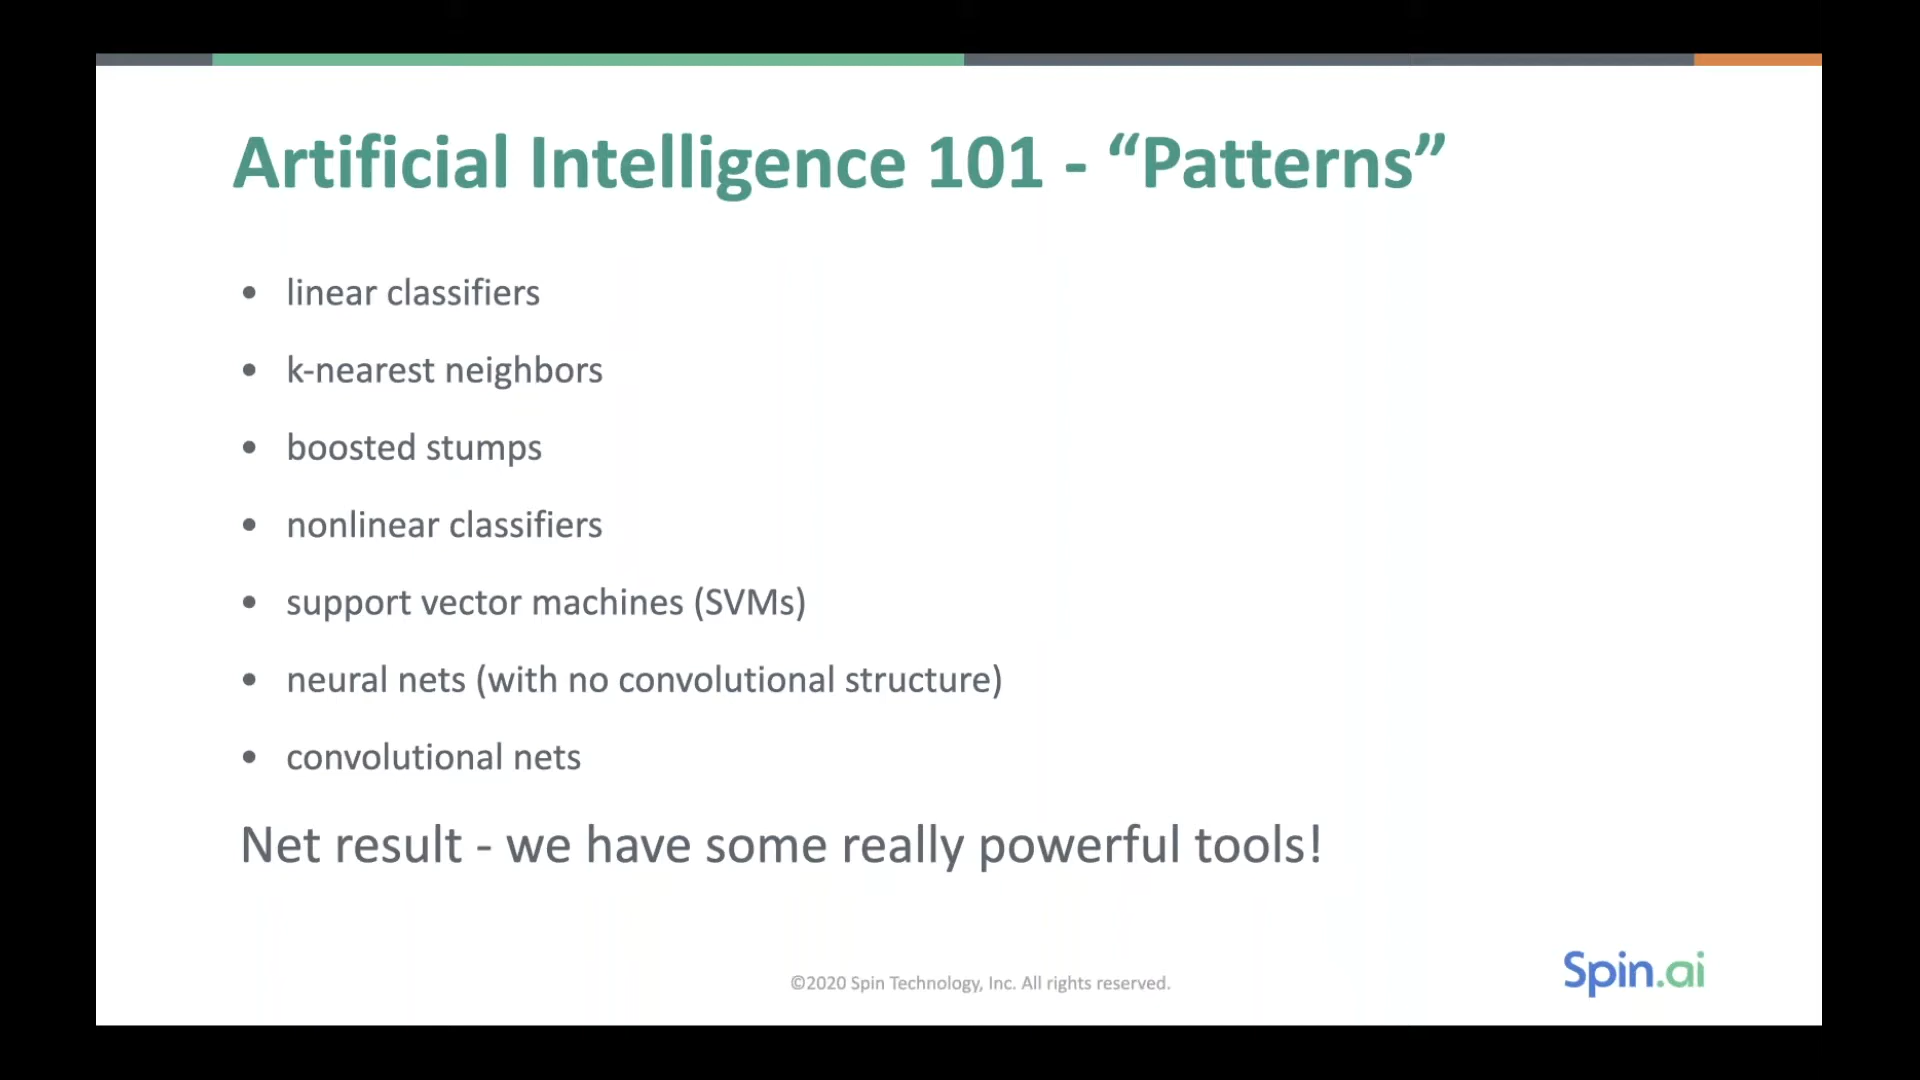 Artificial Intelligence 101 - “Patterns”
• linear classifiers
• k-nearest neighbors
• boosted stumps
• nonlinear classifiers
• support vector machines (SVMs)
• neural nets (with no convolutional structure)
• convolutional nets
Net result - we have some really powerful tools!
©2020 Spin Technology, Inc. All rights reserved.
Spin.ai